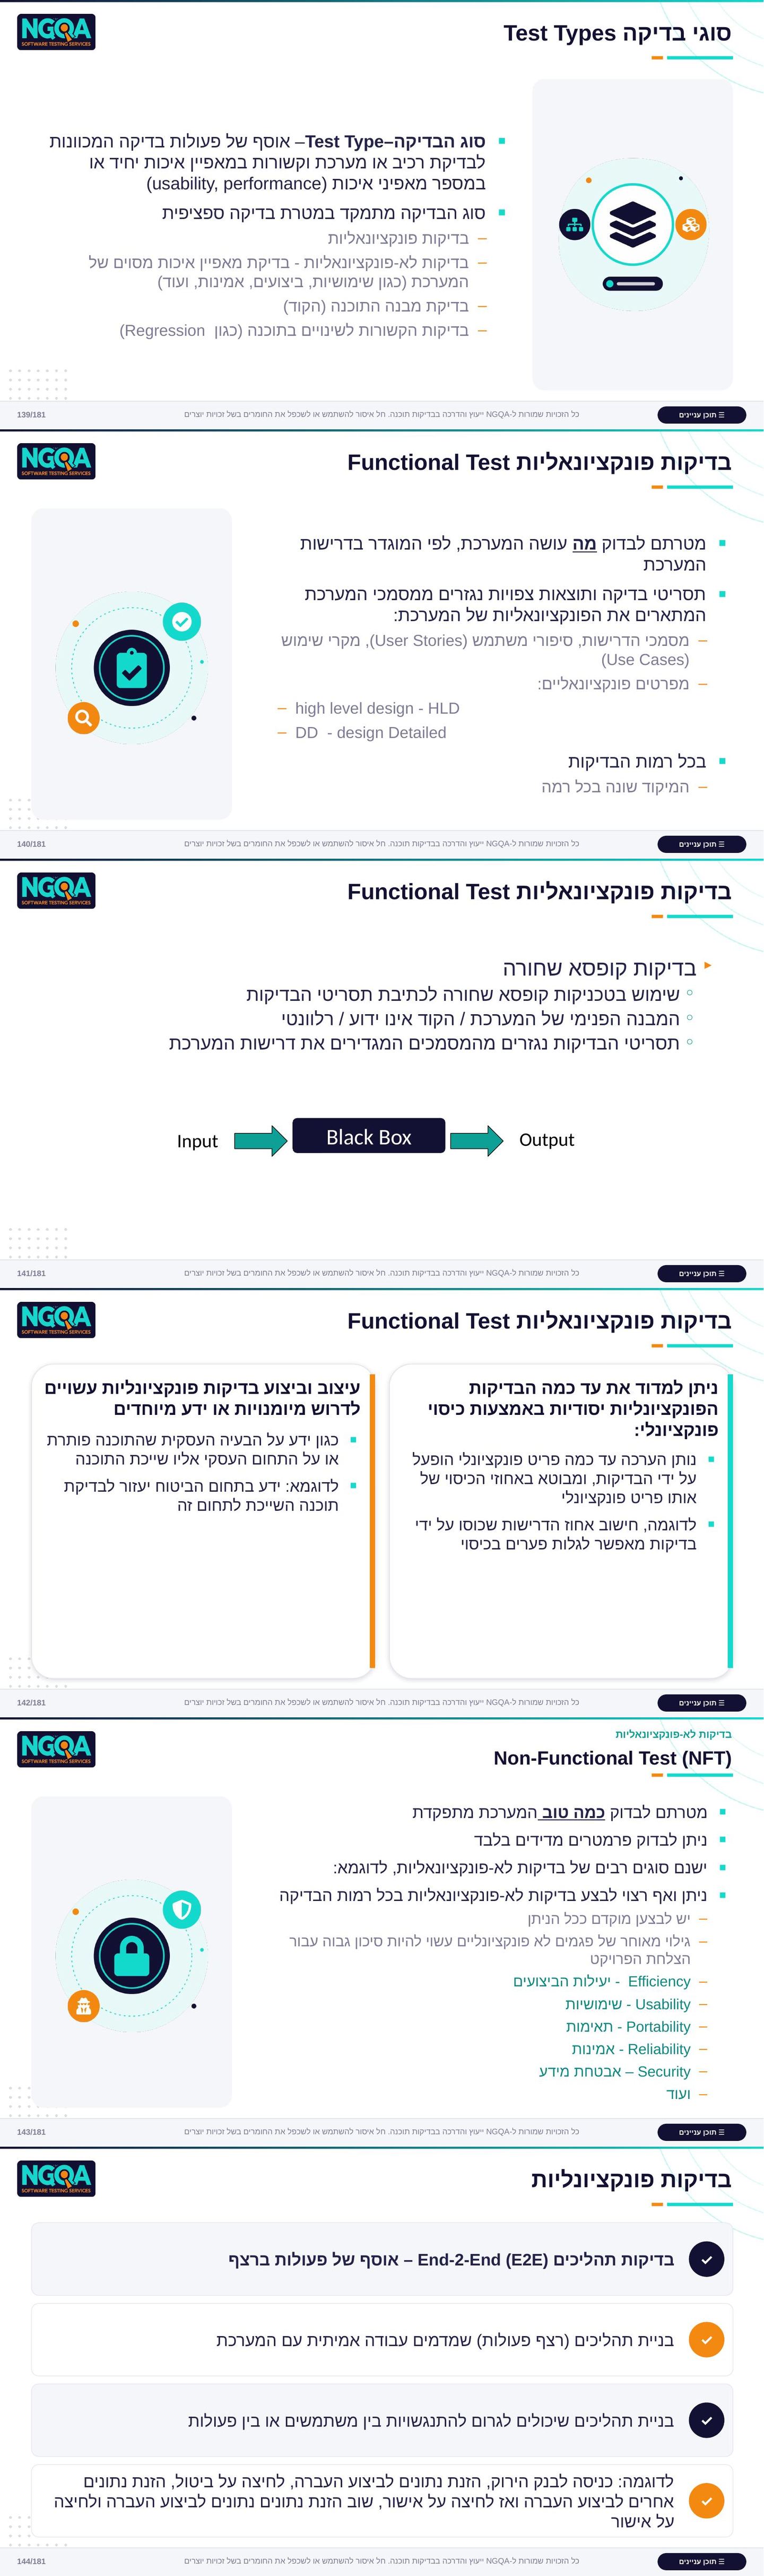 סוגי בדיקה Test Types
NGQA
SOFTWARE TESTING SERVICES
סוג הבדיקה–Test Type– אוסף של פעולות בדיקה המכוונות
לבדיקת רכיב או מערכת וקשורות במאפיין איכות יחיד או
במספר מאפיני איכות (usability, performance)
סוג הבדיקה מתמקד במטרת בדיקה ספציפית
– בדיקות פונקציונאליות
– בדיקות לא-פונקציונאליות - בדיקת מאפיין איכות מסוים של
המערכת (כגון שימושיות, ביצועים, אמינות, ועוד)
– בדיקת מבנה התוכנה (הקוד)
– בדיקות הקשורות לשינויים בתוכנה (כגון Regression)
☰ תוכן עניינים
כל הזכויות שמורות ל-NGQA ייעוץ והדרכה בבדיקות תוכנה. חל איסור להשתמש או לשכפל את החומרים בשל זכויות יוצרים
139/181
בדיקות פונקציונאליות Functional Test
NGQA
SOFTWARE TESTING SERVICES
מטרתם לבדוק מה עושה המערכת, לפי המוגדר בדרישות
המערכת
תסריטי בדיקה ותוצאות צפויות נגזרים ממסמכי המערכת
המתארים את הפונקציונאליות של המערכת:
– מסמכי הדרישות, סיפורי משתמש (User Stories), מקרי שימוש
(Use Cases)
– מפרטים פונקציונאליים:
– high level design - HLD
– DD - design Detailed
בכל רמות הבדיקות
– המיקוד שונה בכל רמה
☰ תוכן עניינים
כל הזכויות שמורות ל-NGQA ייעוץ והדרכה בבדיקות תוכנה. חל איסור להשתמש או לשכפל את החומרים בשל זכויות יוצרים
140/181
בדיקות פונקציונאליות Functional Test
NGQA
SOFTWARE TESTING SERVICES
בדיקות קופסא שחורה
שימוש בטכניקות קופסא שחורה לכתיבת תסריטי הבדיקות
המבנה הפנימי של המערכת / הקוד אינו ידוע / רלוונטי
תסריטי הבדיקות נגזרים מהמסמכים המגדירים את דרישות המערכת
Input Black Box Output
☰ תוכן עניינים
כל הזכויות שמורות ל-NGQA ייעוץ והדרכה בבדיקות תוכנה. חל איסור להשתמש או לשכפל את החומרים בשל זכויות יוצרים
141/181
בדיקות פונקציונאליות Functional Test
NGQA
SOFTWARE TESTING SERVICES
ניתן למדוד את עד כמה הבדיקות
הפונקציונליות יסודיות באמצעות כיסוי
פונקציונלי:
נותן הערכה עד כמה פריט פונקציונלי הופעל
על ידי הבדיקות, ומבוטא באחוזי הכיסוי של
אותו פריט פונקציונלי
לדוגמה, חישוב אחוז הדרישות שכוסו על ידי
בדיקות מאפשר לגלות פערים בכיסוי
עיצוב וביצוע בדיקות פונקציונליות עשויים
לדרוש מיומנויות או ידע מיוחדים
כגון ידע על הבעיה העסקית שהתוכנה פותרת
או על התחום העסקי אליו שייכת התוכנה
לדוגמא: ידע בתחום הביטוח יעזור לבדיקת
תוכנה השייכת לתחום זה
☰ תוכן עניינים
כל הזכויות שמורות ל-NGQA ייעוץ והדרכה בבדיקות תוכנה. חל איסור להשתמש או לשכפל את החומרים בשל זכויות יוצרים
142/181
בדיקות לא-פונקציונאליות
Non-Functional Test (NFT)
NGQA
SOFTWARE TESTING SERVICES
מטרתם לבדוק כמה טוב המערכת מתפקדת
ניתן לבדוק פרמטרים מדידים בלבד
ישנם סוגים רבים של בדיקות לא-פונקציונאליות, לדוגמא:
ניתן ואף רצוי לבצע בדיקות לא-פונקציונאליות בכל רמות הבדיקה
– יש לבצען מוקדם ככל הניתן
– גילוי מאוחר של פגמים לא פונקציונליים עשוי להיות סיכון גבוה עבור
הצלחת הפרויקט
– Efficiency - יעילות הביצועים
– Usability - שימושיות
– Portability - תאימות
– Reliability - אמינות
– Security – אבטחת מידע
– ועוד
☰ תוכן עניינים
כל הזכויות שמורות ל-NGQA ייעוץ והדרכה בבדיקות תוכנה. חל איסור להשתמש או לשכפל את החומרים בשל זכויות יוצרים
143/181
בדיקות פונקציונליות
NGQA
SOFTWARE TESTING SERVICES
בדיקות תהליכים End-2-End (E2E) – אוסף של פעולות ברצף
בניית תהליכים (רצף פעולות) שמדמים עבודה אמיתית עם המערכת
בניית תהליכים שיכולים לגרום להתנגשויות בין משתמשים או בין פעולות
לדוגמה: כניסה לבנק הירוק, הזנת נתונים לביצוע העברה, לחיצה על ביטול, הזנת נתונים
אחרים לביצוע העברה ואז לחיצה על אישור, שוב הזנת נתונים נתונים לביצוע העברה ולחיצה
על אישור
☰ תוכן עניינים
כל הזכויות שמורות ל-NGQA ייעוץ והדרכה בבדיקות תוכנה. חל איסור להשתמש או לשכפל את החומרים בשל זכויות יוצרים
144/181